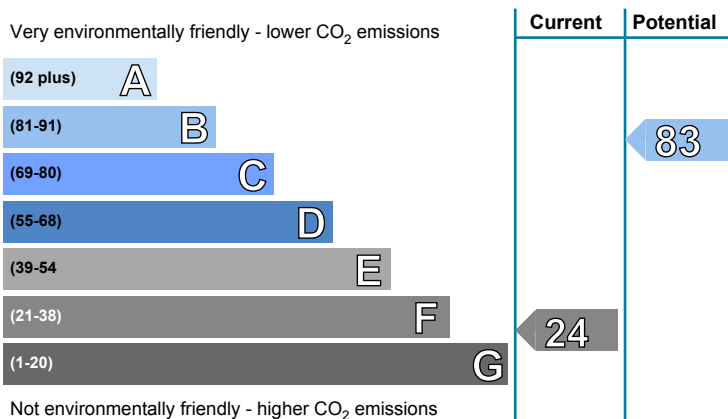 Very environmentally friendly - lower CO₂ emissions
Current
Potential
(92 plus) A
(81-91) B
83
(69-80) C
(55-68) D
(39-54 E
(21-38) F
24
(1-20) G
Not environmentally friendly - higher CO₂ emissions